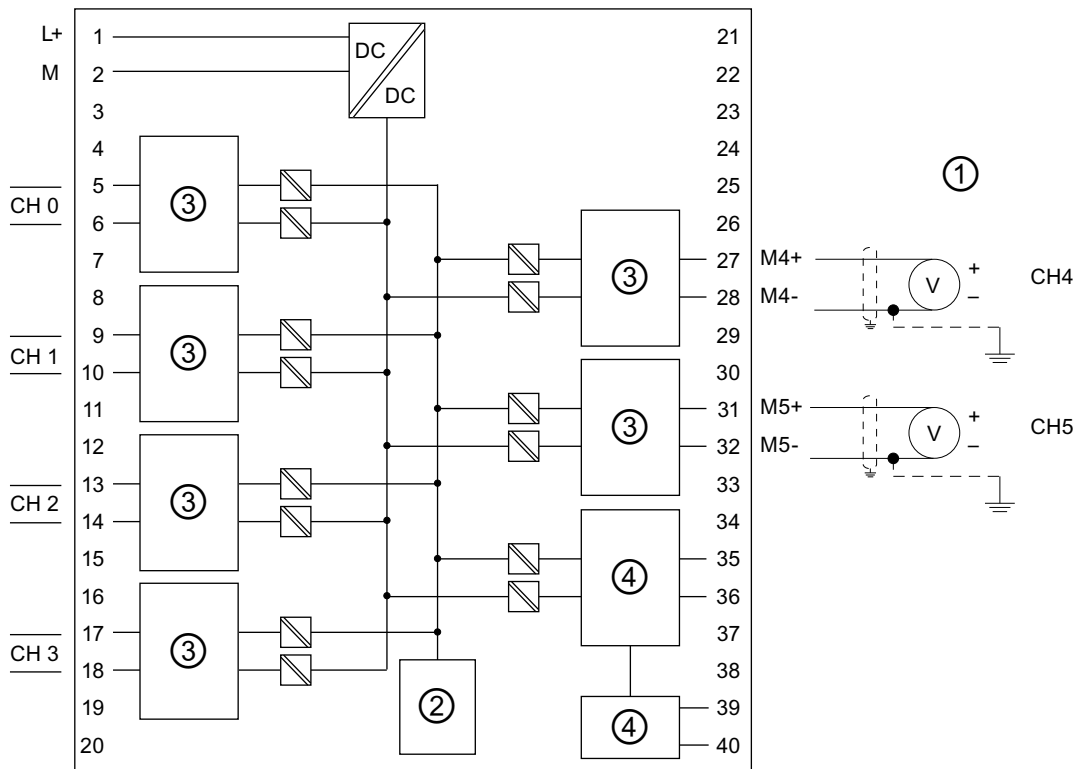 L+ 1 DC 21
M 2 DC 22
3 23
4 24
5 25 ①
CH 0 ③
6 26
7 27 M4+ + CH4
③ V
8 28 M4- –
9 29
CH 1 ③
10 30
11 31 M5+ + CH5
③ V
12 32 M5- –
13 33
CH 2 ③
14 34
15 35
④
16 36
17 37
CH 3 ③
18 38
19 ② 39
④
20 40